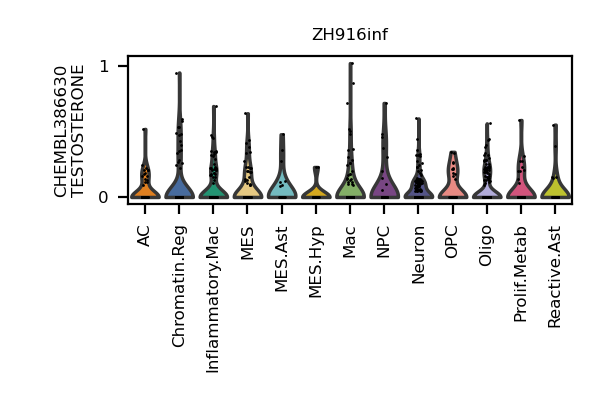 ZH916inf
CHEMBL386630
TESTOSTERONE
1
0
AC
Chromatin.Reg
Inflammatory.Mac
MES
MES.Ast
MES.Hyp
Mac
NPC
Neuron
OPC
Oligo
Prolif.Metab
Reactive.Ast